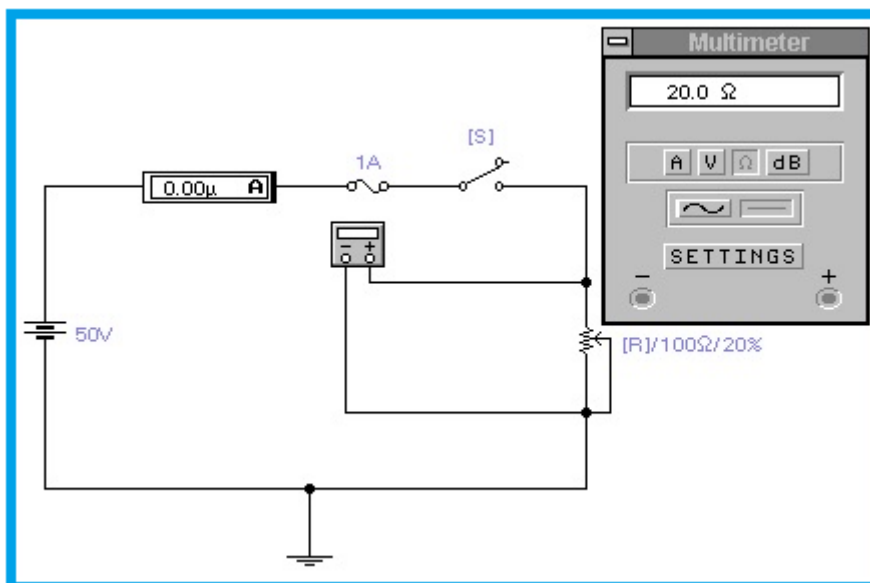 Multimeter
20.0 Ω
A V Ω dB
SETTINGS
- +
[S]
1A
0.00µ A
- +
50V
[R]/100Ω/20%